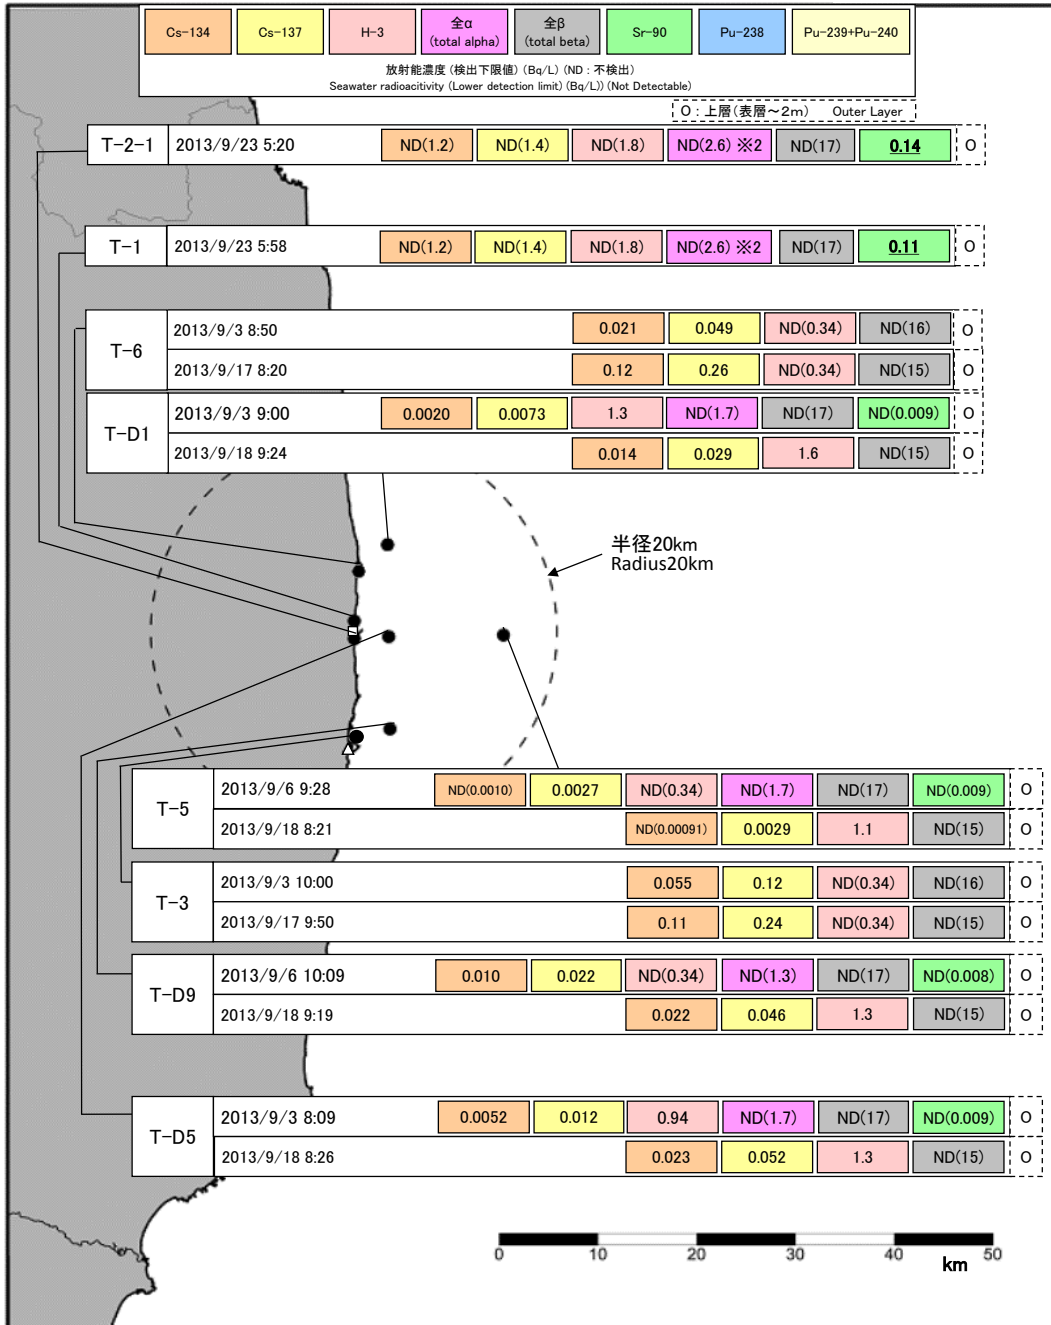 Cs-134 Cs-137 H-3 全α (total alpha) 全β (total beta) Sr-90 Pu-238 Pu-239+Pu-240
放射能濃度 (検出下限値) (Bq/L) (ND : 不検出)
Seawater radioacitivity (Lower detection limit) (Bq/L)) (Not Detectable)
O : 上層(表層～2m) Outer Layer
T-2-1 2013/9/23 5:20 ND(1.2) ND(1.4) ND(1.8) ND(2.6) ※2 ND(17) 0.14 O
T-1 2013/9/23 5:58 ND(1.2) ND(1.4) ND(1.8) ND(2.6) ※2 ND(17) 0.11 O
T-6 2013/9/3 8:50 0.021 0.049 ND(0.34) ND(16) O
2013/9/17 8:20 0.12 0.26 ND(0.34) ND(15) O
T-D1 2013/9/3 9:00 0.0020 0.0073 1.3 ND(1.7) ND(17) ND(0.009) O
2013/9/18 9:24 0.014 0.029 1.6 ND(15) O
半径20km
Radius20km
T-5 2013/9/6 9:28 ND(0.0010) 0.0027 ND(0.34) ND(1.7) ND(17) ND(0.009) O
2013/9/18 8:21 ND(0.00091) 0.0029 1.1 ND(15) O
T-3 2013/9/3 10:00 0.055 0.12 ND(0.34) ND(16) O
2013/9/17 9:50 0.11 0.24 ND(0.34) ND(15) O
T-D9 2013/9/6 10:09 0.010 0.022 ND(0.34) ND(1.3) ND(17) ND(0.008) O
2013/9/18 9:19 0.022 0.046 1.3 ND(15) O
T-D5 2013/9/3 8:09 0.0052 0.012 0.94 ND(1.7) ND(17) ND(0.009) O
2013/9/18 8:26 0.023 0.052 1.3 ND(15) O
0 10 20 30 40 50
km